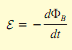 ℰ = − dΦ_B / dt